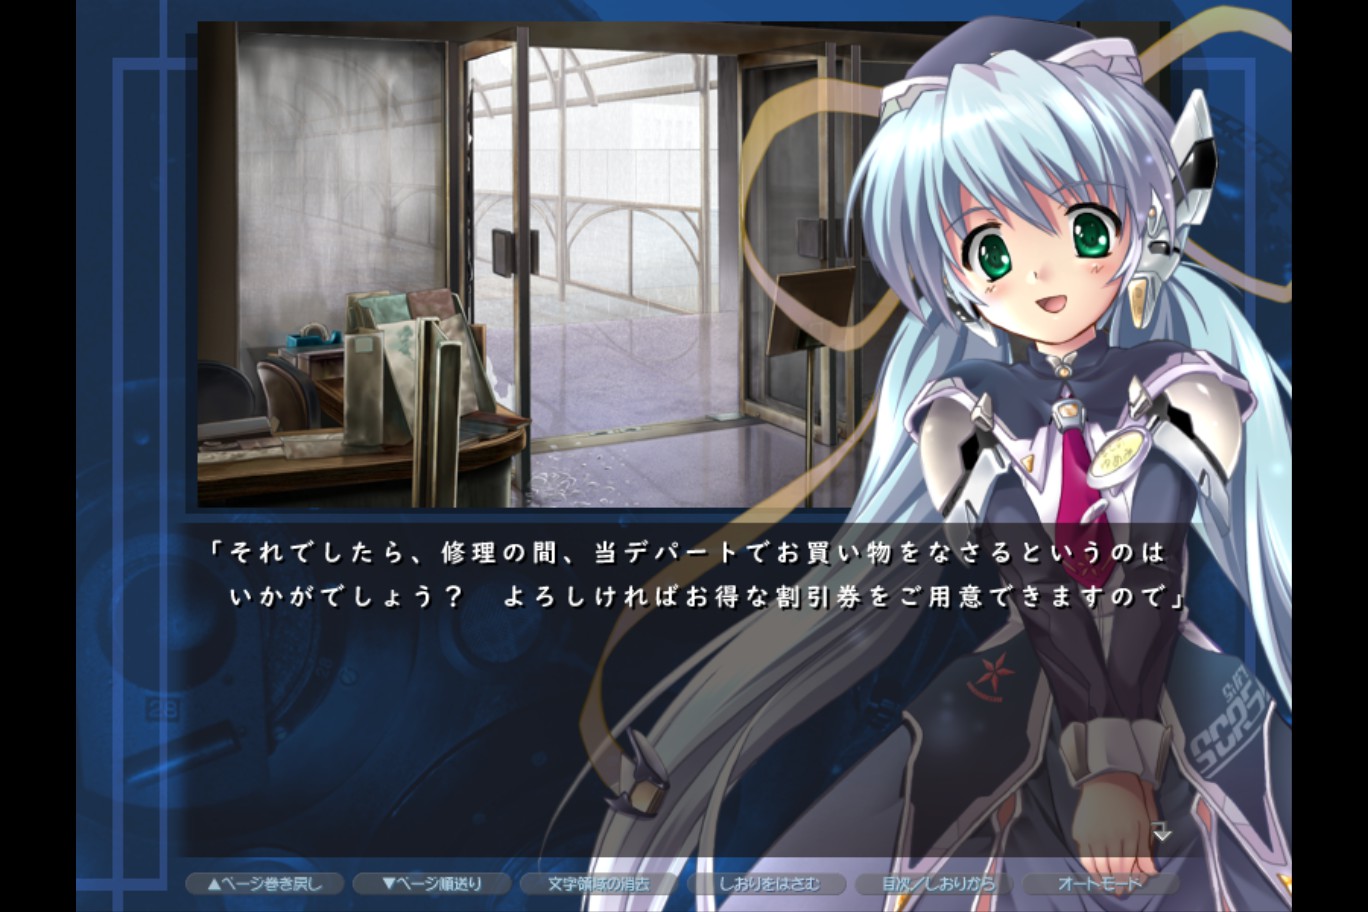 ゆめみ
「それでしたら、修理の間、当デパートでお買い物をなさるというのは
いかがでしょう？　よろしければお得な割引券をご用意できますので」
28
▲ページ巻き戻し
▼ページ順送り
文字領域の消去
しおりをはさむ
目次／しおりから
オートモード